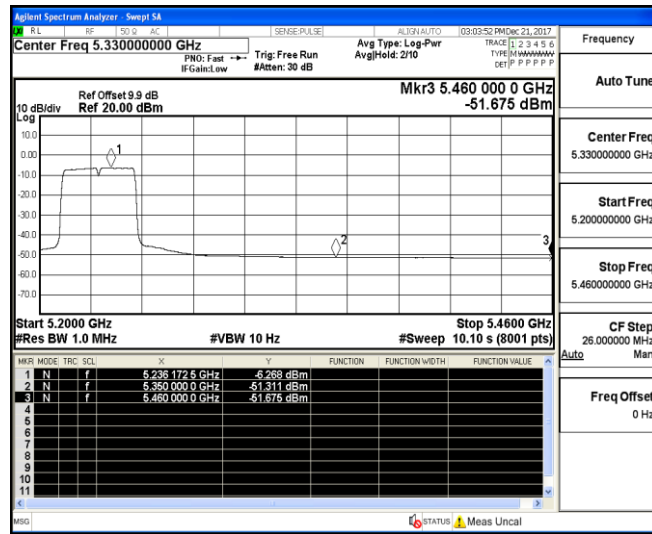 Agilent Spectrum Analyzer - Swept SA
RL RF 50 Ω AC SENSE:PULSE ALIGN AUTO 03:03:52 PM Dec 21, 2017
Center Freq 5.330000000 GHz
PNO: Fast
IFGain:Low
Trig: Free Run
#Atten: 30 dB
Avg Type: Log-Pwr
Avg|Hold: 2/10
TRACE 1 2 3 4 5 6
TYPE M
DET P P P P P P
Ref Offset 9.9 dB
10 dB/div Ref 20.00 dBm
Log
Mkr3 5.460 000 0 GHz
-51.675 dBm
10.0
0.00
-10.0
-20.0
-30.0
-40.0
-50.0
-60.0
-70.0
1
2
3
Start 5.2000 GHz Stop 5.4600 GHz
#Res BW 1.0 MHz #VBW 10 Hz #Sweep 10.10 s (8001 pts)
MKR MODE TRC SCL X Y FUNCTION FUNCTION WIDTH FUNCTION VALUE
1 N f 5.236 172 5 GHz -6.268 dBm
2 N f 5.350 000 0 GHz -51.311 dBm
3 N f 5.460 000 0 GHz -51.675 dBm
4
5
6
7
8
9
10
11
MSG STATUS Meas Uncal
Frequency
Auto Tune
Center Freq
5.330000000 GHz
Start Freq
5.200000000 GHz
Stop Freq
5.460000000 GHz
CF Step
26.000000 MHz
Auto Man
Freq Offset
0 Hz